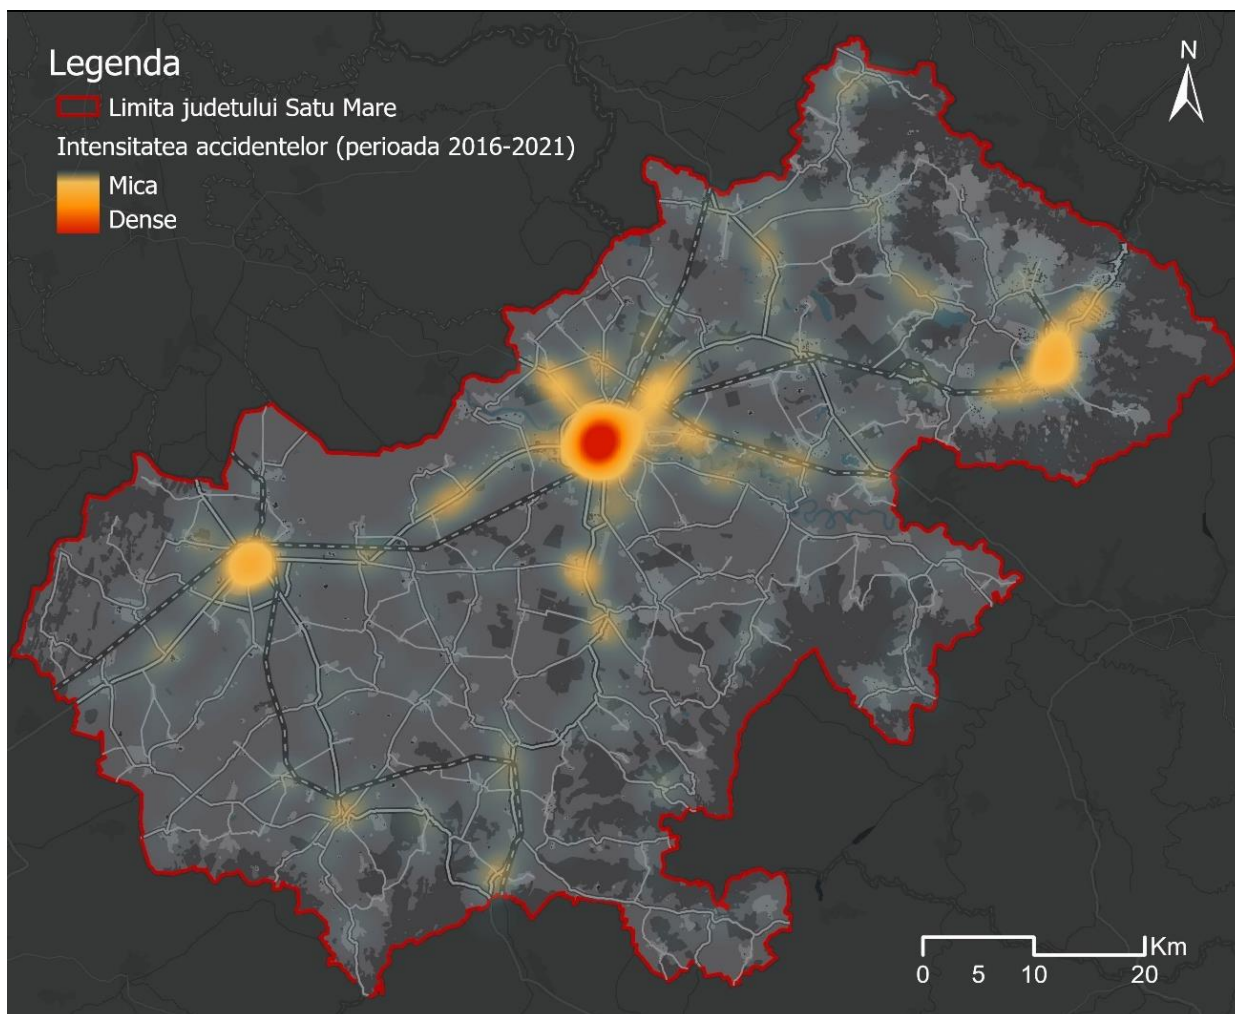 Legenda
Limita judetului Satu Mare
Intensitatea accidentelor (perioada 2016-2021)
Mica
Dense
N
Km
0 5 10 20